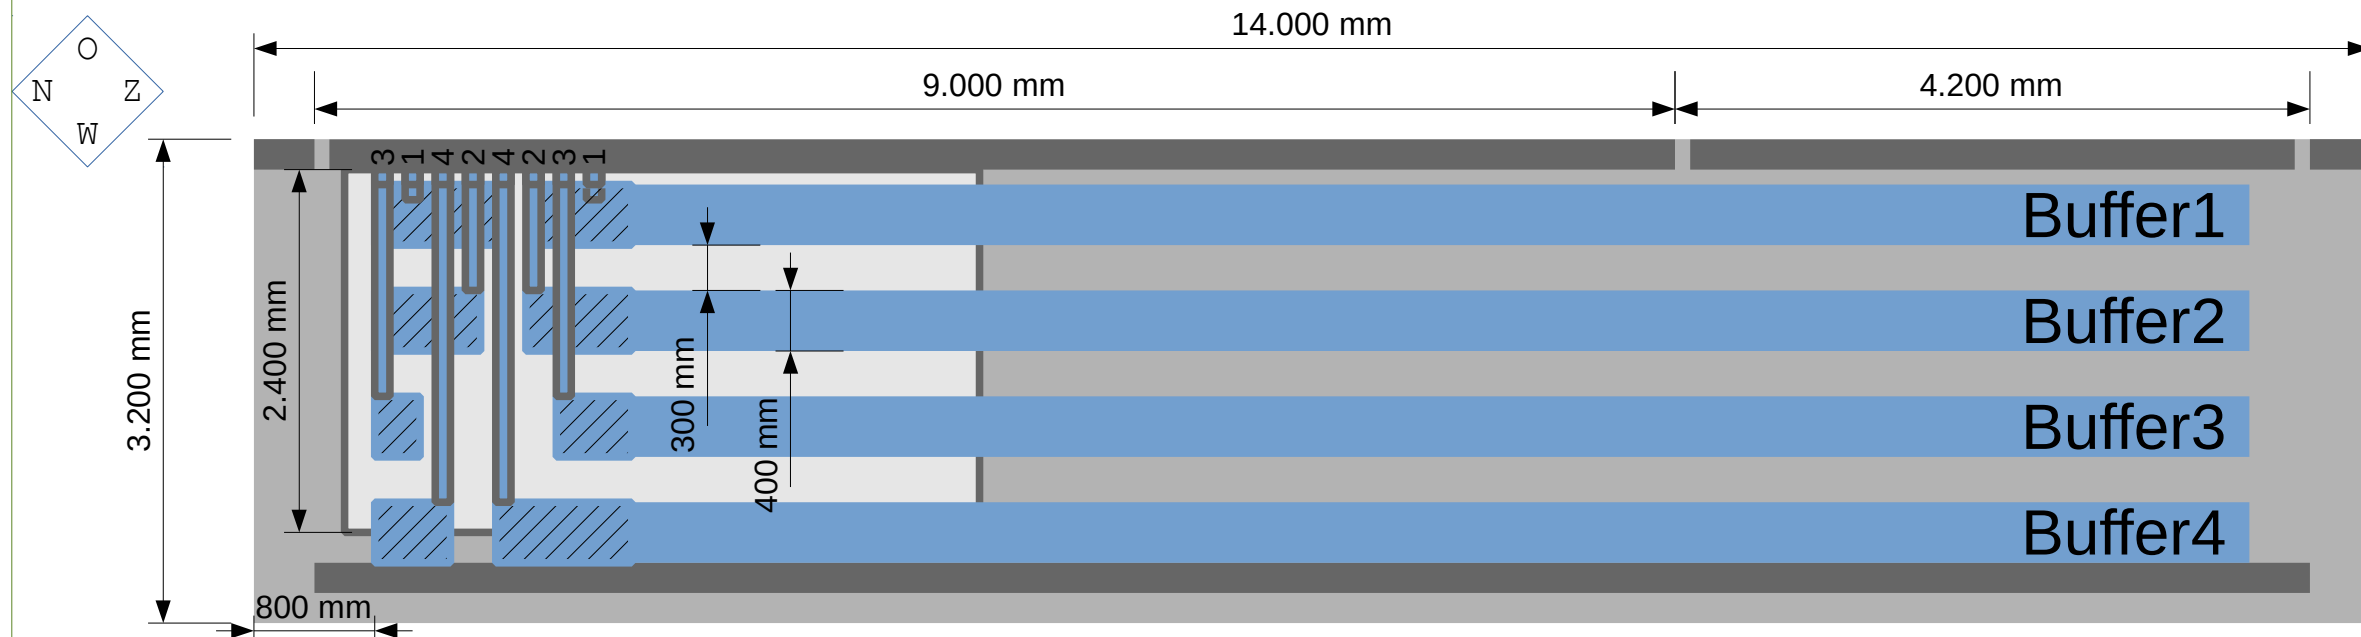 14.000 mm
O
9.000 mm
4.200 mm
N Z
W
3 1 4 2 4 2 3 1
Buffer1
Buffer2
2.400 mm
3.200 mm
300 mm
Buffer3
400 mm
Buffer4
800 mm